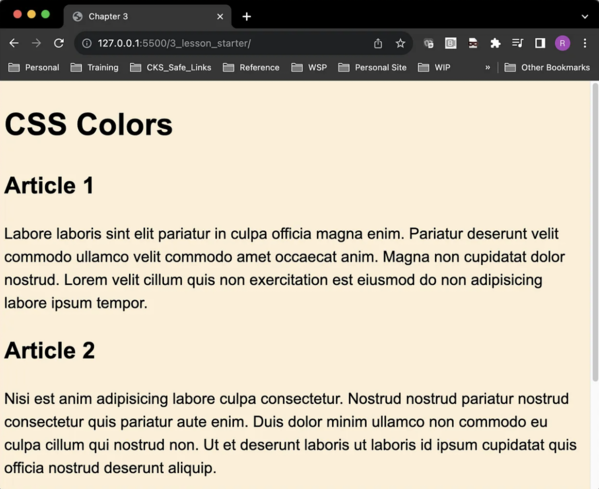 Chapter 3
127.0.0.1:5500/3_lesson_starter/
R
Personal Training CKS_Safe_Links Reference WSP Personal Site WIP » Other Bookmarks
CSS Colors
Article 1
Labore laboris sint elit pariatur in culpa officia magna enim. Pariatur deserunt velit
commodo ullamco velit commodo amet occaecat anim. Magna non cupidatat dolor
nostrud. Lorem velit cillum quis non exercitation est eiusmod do non adipisicing
labore ipsum tempor.
Article 2
Nisi est anim adipisicing labore culpa consectetur. Nostrud nostrud pariatur nostrud
consectetur quis pariatur aute enim. Duis dolor minim ullamco non commodo eu
culpa cillum qui nostrud non. Ut et deserunt laboris ut laboris id ipsum cupidatat quis
officia nostrud deserunt aliquip.